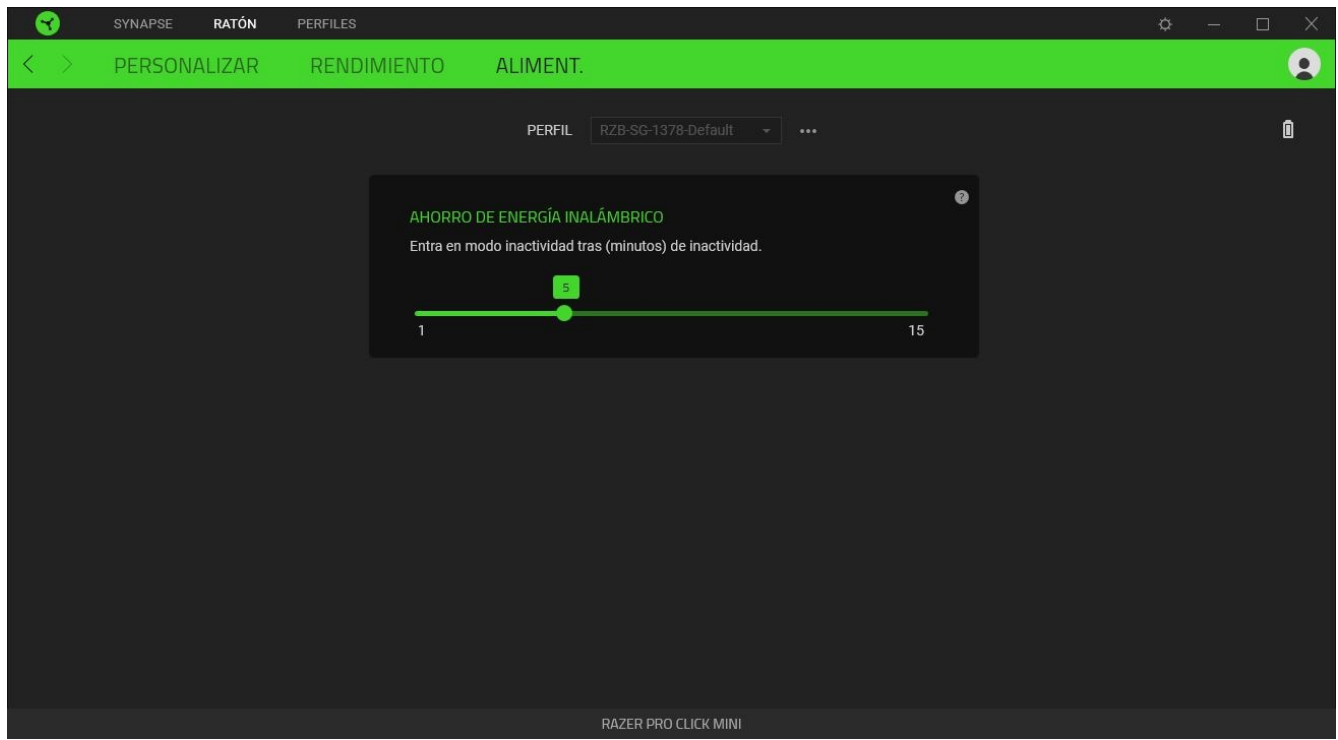 SYNAPSE RATÓN PERFILES
PERSONALIZAR RENDIMIENTO ALIMENT.
PERFIL RZB-SG-1378-Default
AHORRO DE ENERGÍA INALÁMBRICO
Entra en modo inactividad tras (minutos) de inactividad.
5
1 15
RAZER PRO CLICK MINI